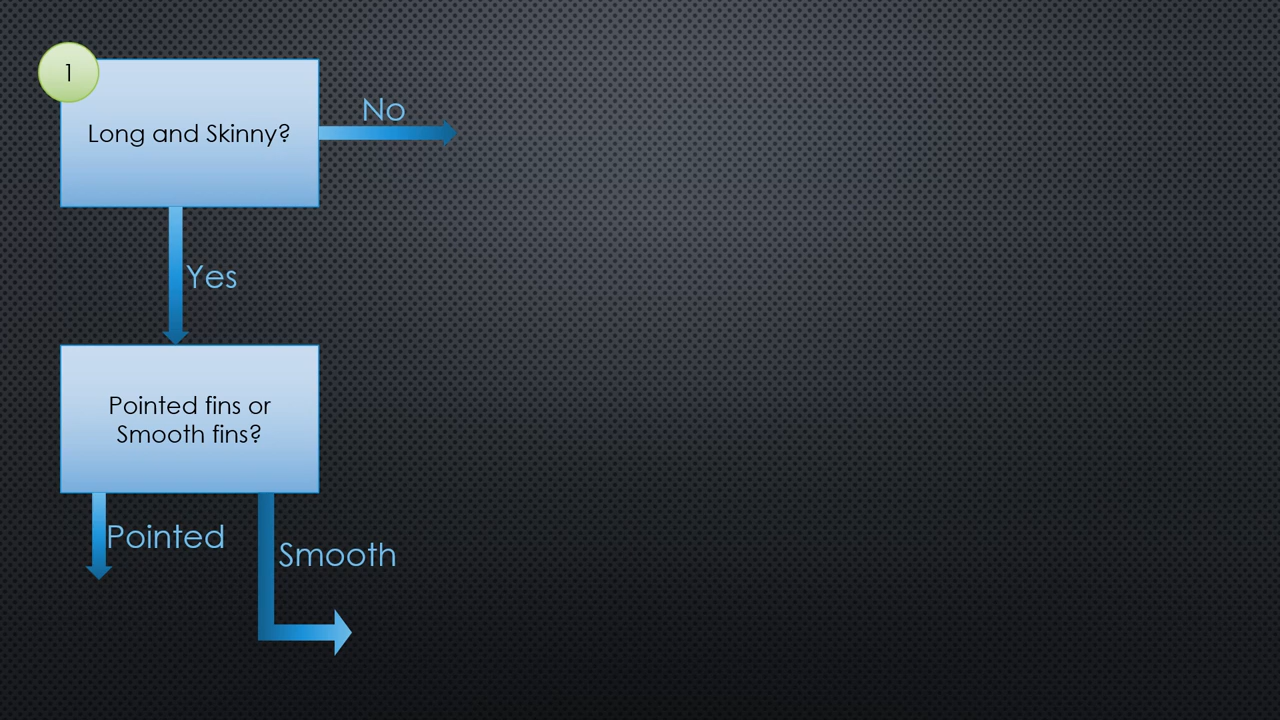 1
Long and Skinny?
No
Yes
Pointed fins or
Smooth fins?
Pointed
Smooth